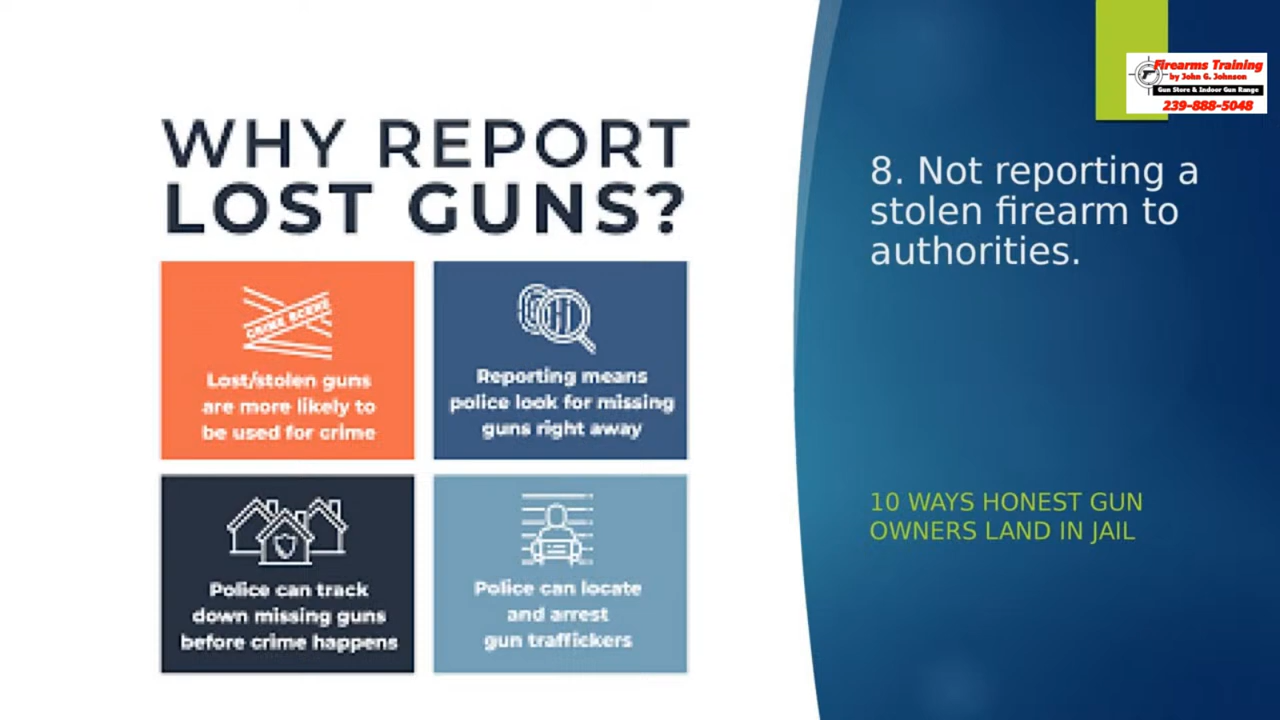 WHY REPORT
LOST GUNS?
CRIME SCENE
Lost/stolen guns
are more likely to
be used for crime
Reporting means
police look for missing
guns right away
Police can track
down missing guns
before crime happens
Police can locate
and arrest
gun traffickers
Firearms Training
by John G. Johnson
Gun Store & Indoor Gun Range
239-888-5048
8. Not reporting a
stolen firearm to
authorities.
10 WAYS HONEST GUN
OWNERS LAND IN JAIL